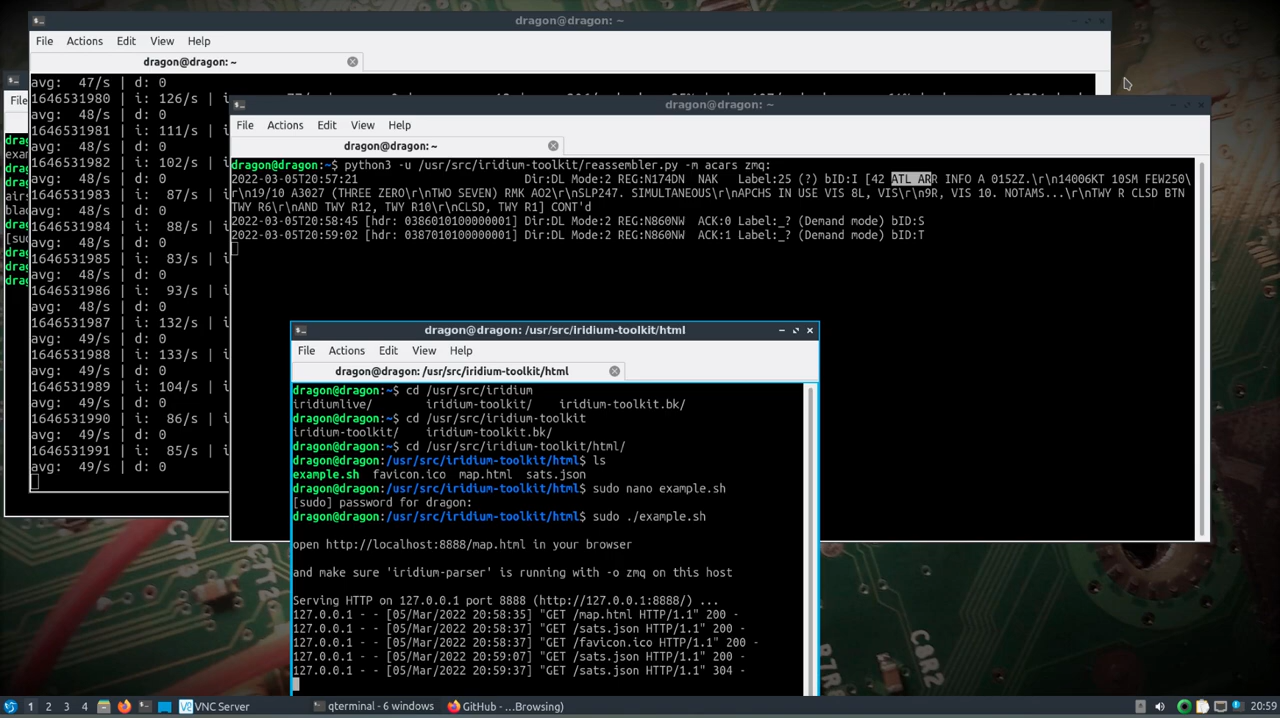 dragon@dragon: ~
File Actions Edit View Help
dragon@dragon: ~
avg: 47/s | d: 0
1646531980 | i: 126/s | i
avg: 48/s | d: 0
1646531981 | i: 111/s | i
avg: 48/s | d: 0
1646531982 | i: 102/s | i
avg: 48/s | d: 0
1646531983 | i: 87/s | i
avg: 48/s | d: 0
1646531984 | i: 88/s | i
avg: 48/s | d: 0
1646531985 | i: 83/s | i
avg: 48/s | d: 0
1646531986 | i: 93/s | i
avg: 48/s | d: 0
1646531987 | i: 132/s | i
avg: 49/s | d: 0
1646531988 | i: 133/s | i
avg: 49/s | d: 0
1646531989 | i: 104/s | i
avg: 49/s | d: 0
1646531990 | i: 86/s | i
avg: 49/s | d: 0
1646531991 | i: 85/s | i
avg: 49/s | d: 0
dragon@dragon: ~
File Actions Edit View Help
dragon@dragon: ~
dragon@dragon:~$ python3 -u /usr/src/iridium-toolkit/reassembler.py -m acars zmq:
2022-03-05T20:57:21 Dir:DL Mode:2 REG:N174DN NAK Label:25 (?) bID:I [42 ATL ARR INFO A 0152Z.\r\n14006KT 10SM FEW250\
r\n19/10 A3027 (THREE ZERO\r\nTWO SEVEN) RMK AO2\r\nSLP247. SIMULTANEOUS\r\nAPCHS IN USE VIS 8L, VIS\r\n9R, VIS 10. NOTAMS...\r\nTWY R CLSD BTN
TWY R6\r\nAND TWY R12, TWY R10\r\nCLSD, TWY R1] CONT'd
2022-03-05T20:58:45 [hdr: 0386010100000001] Dir:DL Mode:2 REG:N860NW ACK:0 Label:_? (Demand mode) bID:S
2022-03-05T20:59:02 [hdr: 0387010100000001] Dir:DL Mode:2 REG:N860NW ACK:1 Label:_? (Demand mode) bID:T
dragon@dragon: /usr/src/iridium-toolkit/html
File Actions Edit View Help
dragon@dragon: /usr/src/iridium-toolkit/html
dragon@dragon:~$ cd /usr/src/iridium
iridiumlive/ iridium-toolkit/ iridium-toolkit.bk/
dragon@dragon:~$ cd /usr/src/iridium-toolkit
iridium-toolkit/ iridium-toolkit.bk/
dragon@dragon:~$ cd /usr/src/iridium-toolkit/html/
dragon@dragon:/usr/src/iridium-toolkit/html$ ls
example.sh favicon.ico map.html sats.json
dragon@dragon:/usr/src/iridium-toolkit/html$ sudo nano example.sh
[sudo] password for dragon:
dragon@dragon:/usr/src/iridium-toolkit/html$ sudo ./example.sh
open http://localhost:8888/map.html in your browser
and make sure 'iridium-parser' is running with -o zmq on this host
Serving HTTP on 127.0.0.1 port 8888 (http://127.0.0.1:8888/) ...
127.0.0.1 - - [05/Mar/2022 20:58:35] "GET /map.html HTTP/1.1" 200 -
127.0.0.1 - - [05/Mar/2022 20:58:37] "GET /sats.json HTTP/1.1" 200 -
127.0.0.1 - - [05/Mar/2022 20:58:37] "GET /favicon.ico HTTP/1.1" 200 -
127.0.0.1 - - [05/Mar/2022 20:59:07] "GET /sats.json HTTP/1.1" 200 -
127.0.0.1 - - [05/Mar/2022 20:59:37] "GET /sats.json HTTP/1.1" 304 -
1 2 3 4 VNC Server qterminal - 6 windows GitHub - ...Browsing) 20:59